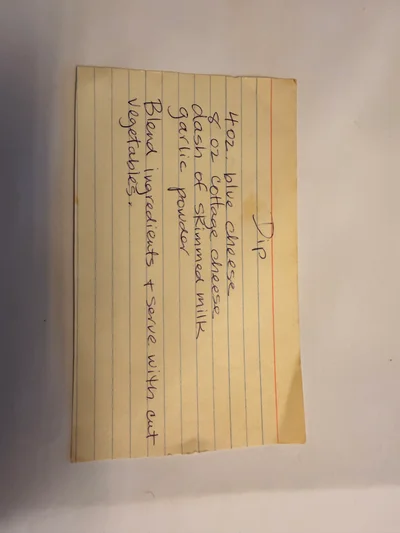 Dip
4 oz. blue cheese
8 oz cottage cheese
dash of skimmed milk
garlic powder
Blend ingredients + serve with cut
vegetables.